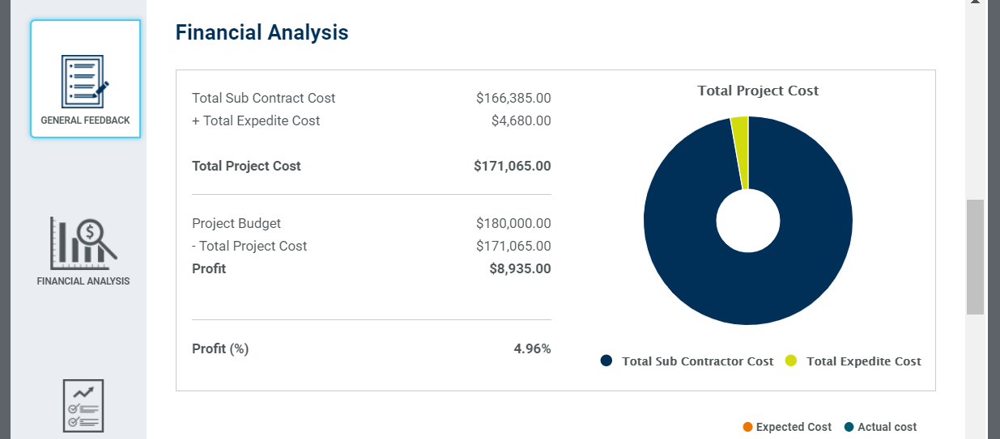 Financial Analysis
GENERAL FEEDBACK
FINANCIAL ANALYSIS
Total Sub Contract Cost $166,385.00
+ Total Expedite Cost $4,680.00
Total Project Cost $171,065.00
Project Budget $180,000.00
- Total Project Cost $171,065.00
Profit $8,935.00
Profit (%) 4.96%
Total Project Cost
Total Sub Contractor Cost Total Expedite Cost
Expected Cost Actual cost